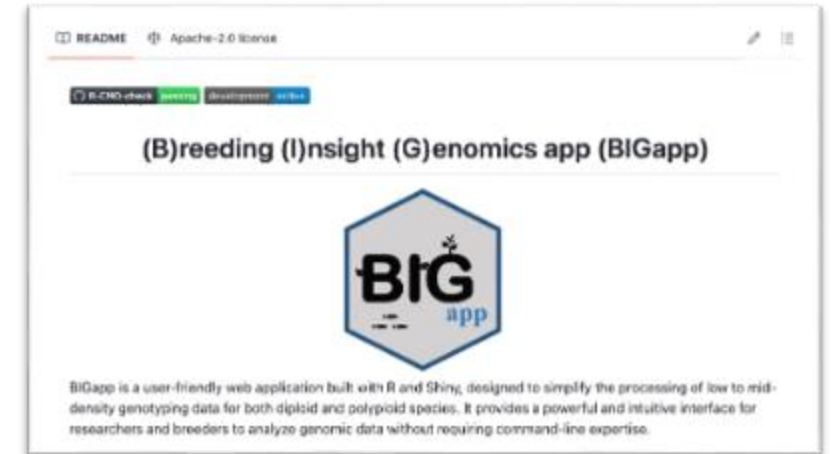 README Apache-2.0 license
R-CMD-check passing development active
(B)reeding (I)nsight (G)enomics app (BIGapp)
BIG
app
BIGapp is a user-friendly web application built with R and Shiny, designed to simplify the processing of low to mid-
density genotyping data for both diploid and polyploid species. It provides a powerful and intuitive interface for
researchers and breeders to analyze genomic data without requiring command-line expertise.